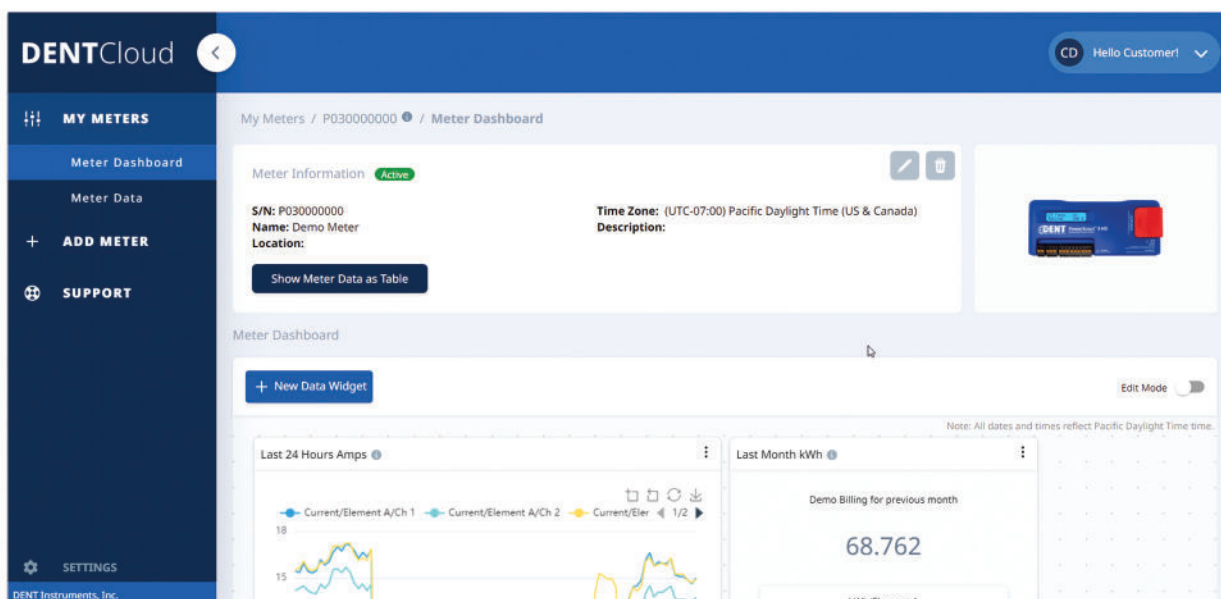 DENTCloud
CD Hello Customer!
MY METERS
Meter Dashboard
Meter Data
ADD METER
SUPPORT
SETTINGS
DENT Instruments, Inc.
My Meters / P030000000 / Meter Dashboard
Meter Information Active
S/N: P030000000
Name: Demo Meter
Location:
Time Zone: (UTC-07:00) Pacific Daylight Time (US & Canada)
Description:
Show Meter Data as Table
DENT
Meter Dashboard
+ New Data Widget
Edit Mode
Note: All dates and times reflect Pacific Daylight Time time.
Last 24 Hours Amps
Current/Element A/Ch 1 Current/Element A/Ch 2 Current/Eler 1/2
18
15
Last Month kWh
Demo Billing for previous month
68.762